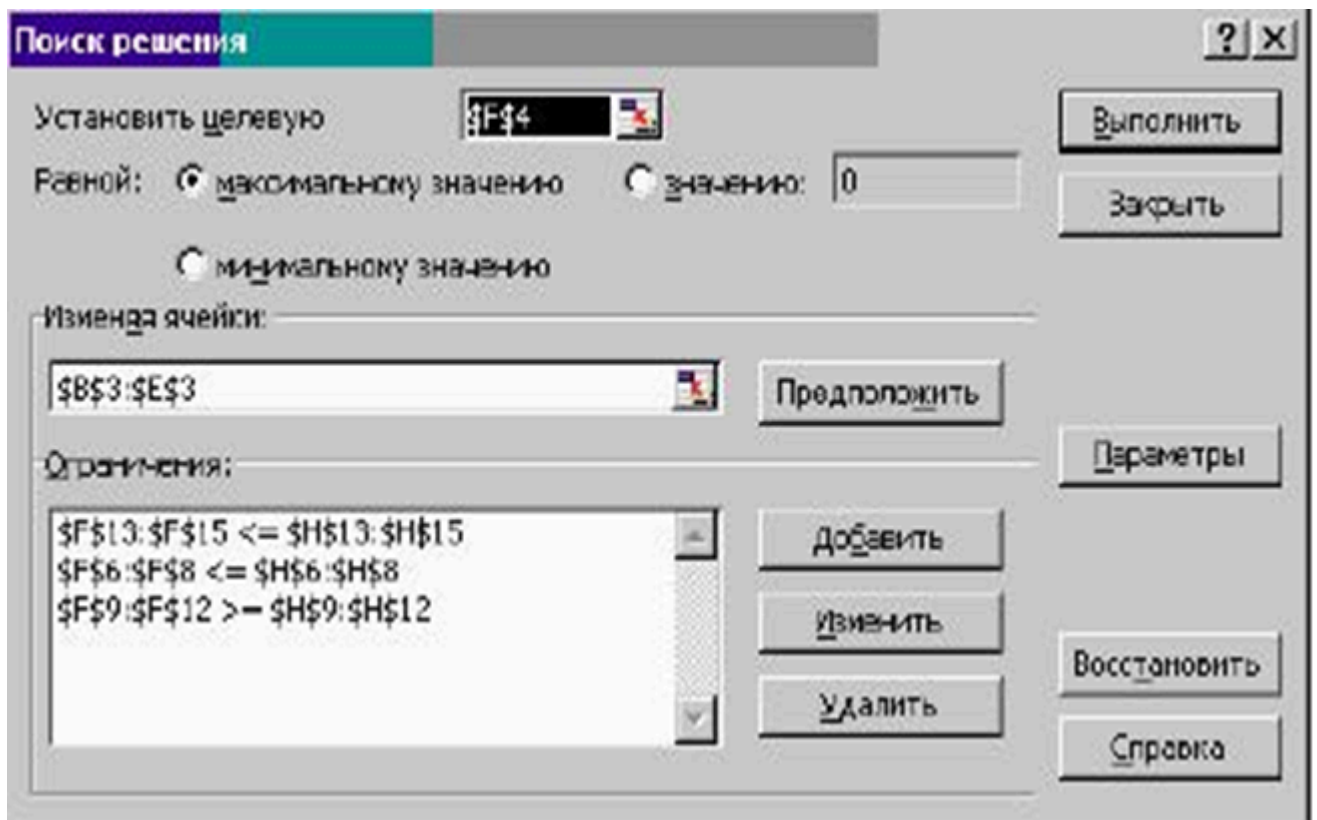 Поиск решения
? X
Установить целевую $F$4
Равной: максимальному значению значению: 0
минимальному значению
Изменяя ячейки:
$B$3:$E$3
Предположить
Ограничения:
$F$13:$F$15 <= $H$13:$H$15
$F$6:$F$8 <= $H$6:$H$8
$F$9:$F$12 >= $H$9:$H$12
Добавить
Изменить
Удалить
Выполнить
Закрыть
Параметры
Восстановить
Справка